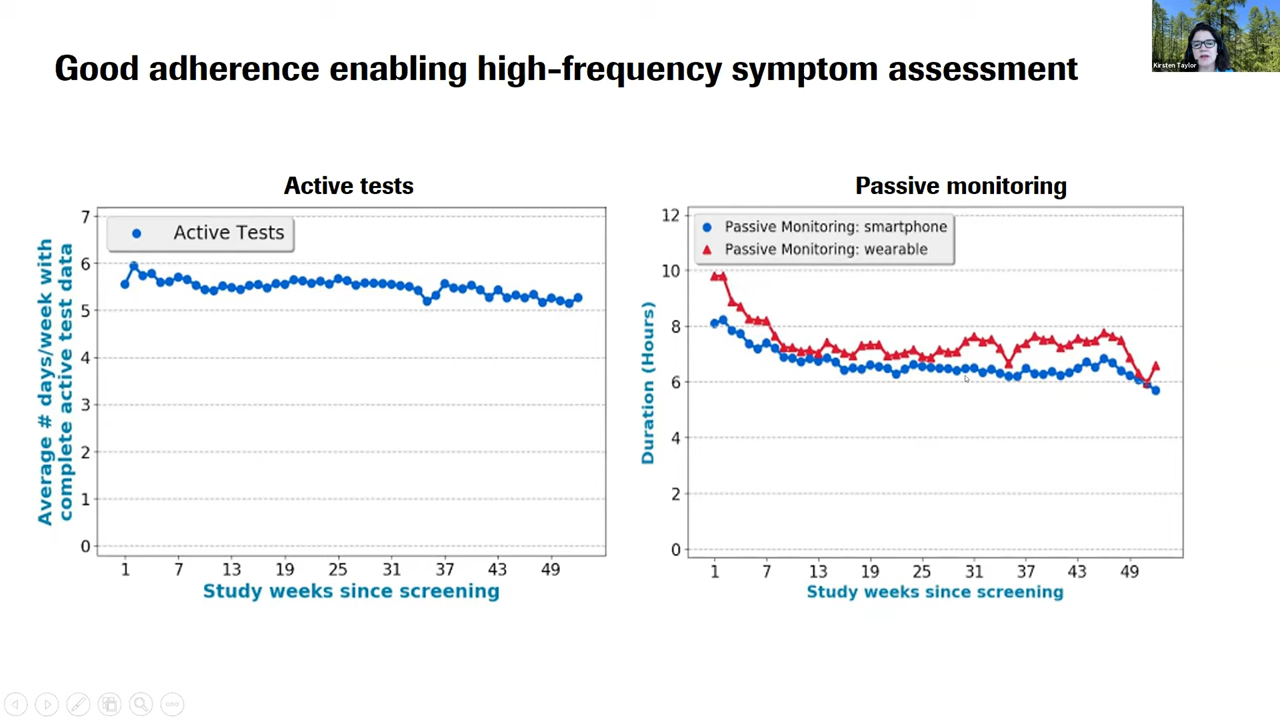 Good adherence enabling high-frequency symptom assessment
Kirsten Taylor
Active tests
Active Tests
Average # days/week with
complete active test data
7
6
5
4
3
2
1
0
1 7 13 19 25 31 37 43 49
Study weeks since screening
Passive monitoring
Passive Monitoring: smartphone
Passive Monitoring: wearable
Duration (Hours)
12
10
8
6
4
2
0
1 7 13 19 25 31 37 43 49
Study weeks since screening